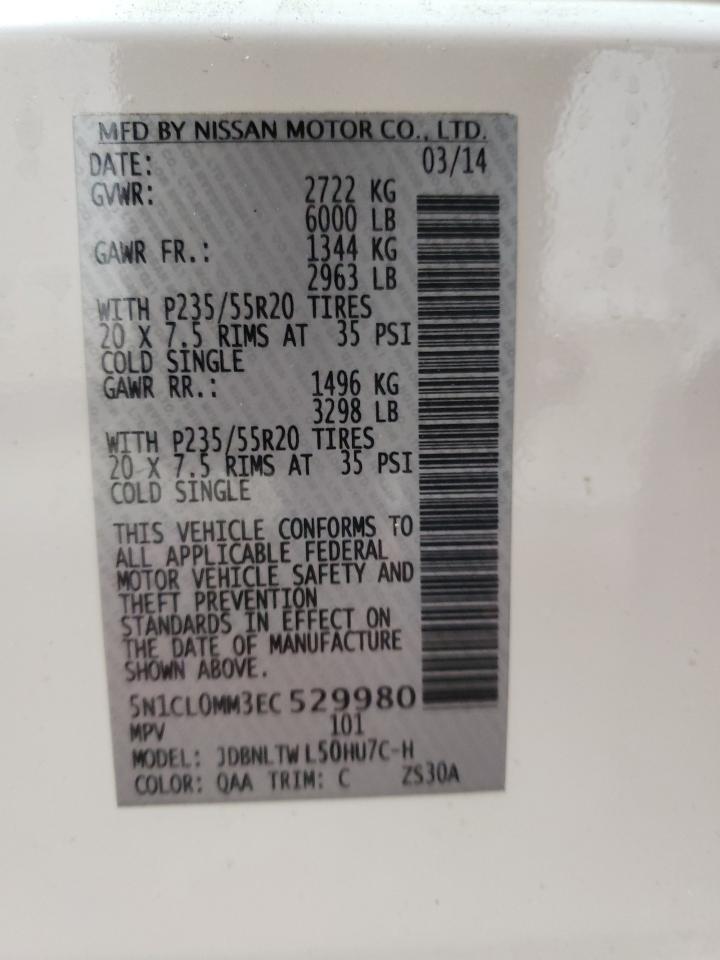 MFD BY NISSAN MOTOR CO., LTD.
DATE: 03/14
GVWR: 2722 KG
6000 LB
GAWR FR.: 1344 KG
2963 LB
WITH P235/55R20 TIRES
20 X 7.5 RIMS AT 35 PSI
COLD SINGLE
GAWR RR.: 1496 KG
3298 LB
WITH P235/55R20 TIRES
20 X 7.5 RIMS AT 35 PSI
COLD SINGLE
THIS VEHICLE CONFORMS TO
ALL APPLICABLE FEDERAL
MOTOR VEHICLE SAFETY AND
THEFT PREVENTION
STANDARDS IN EFFECT ON
THE DATE OF MANUFACTURE
SHOWN ABOVE.
5N1CL0MM3EC529980
MPV 101
MODEL: JDBNLTW L50HU7C-H
COLOR: QAA TRIM: C ZS30A